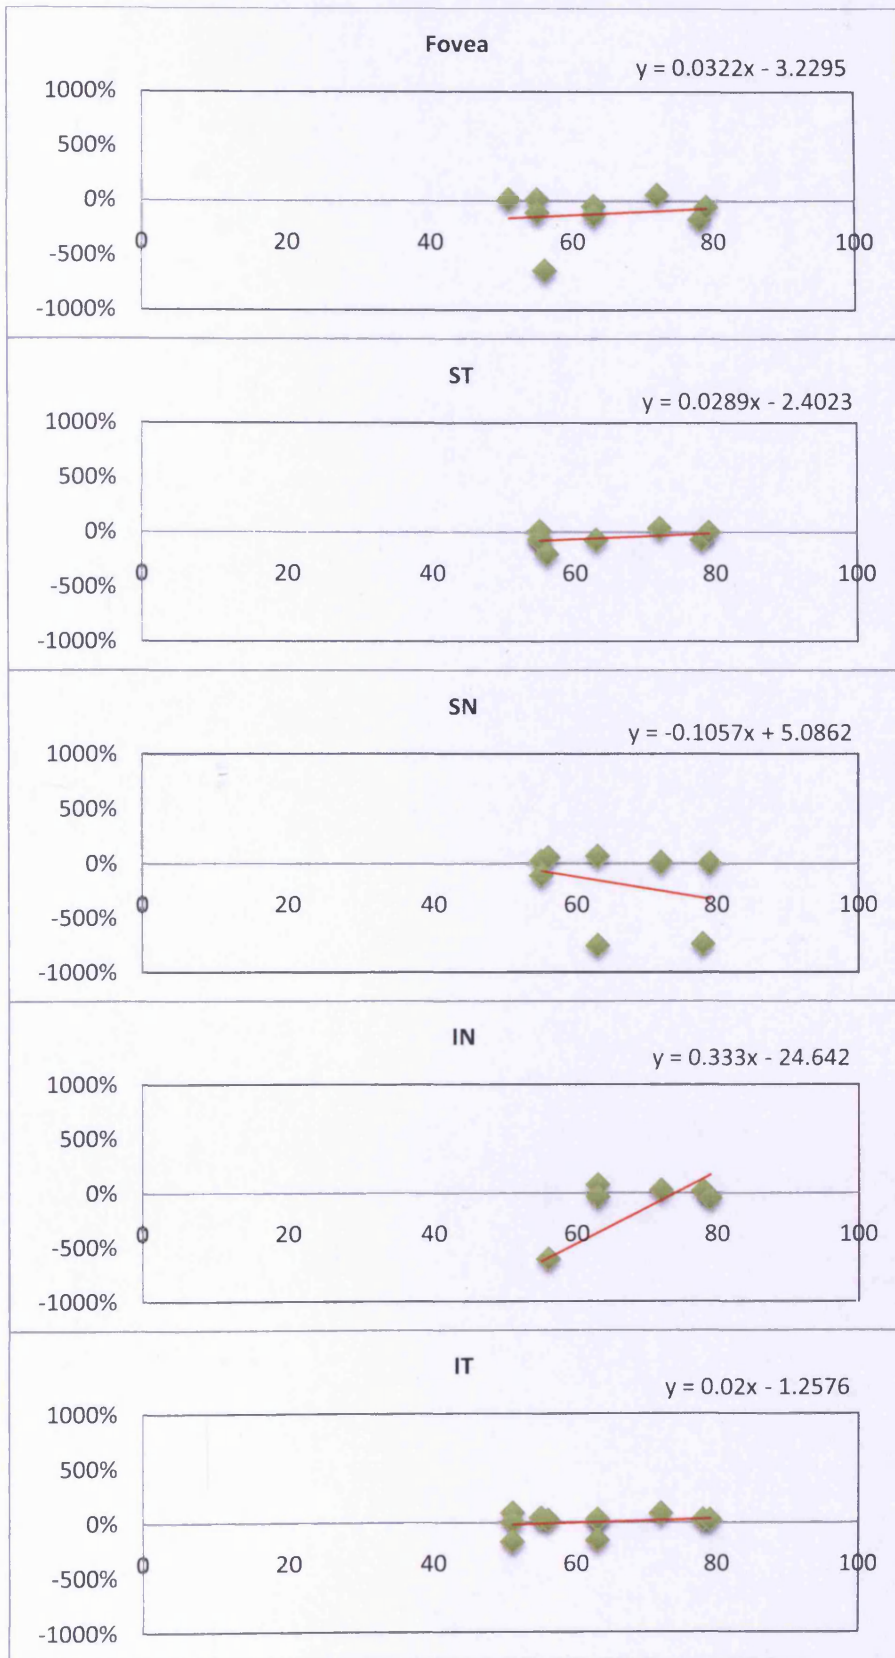 Fovea
y = 0.0322x - 3.2295
1000%
500%
0%
0 20 40 60 80 100
-500%
-1000%
ST
y = 0.0289x - 2.4023
1000%
500%
0%
0 20 40 60 80 100
-500%
-1000%
SN
y = -0.1057x + 5.0862
1000%
500%
0%
0 20 40 60 80 100
-500%
-1000%
IN
y = 0.333x - 24.642
1000%
500%
0%
0 20 40 60 80 100
-500%
-1000%
IT
y = 0.02x - 1.2576
1000%
500%
0%
0 20 40 60 80 100
-500%
-1000%